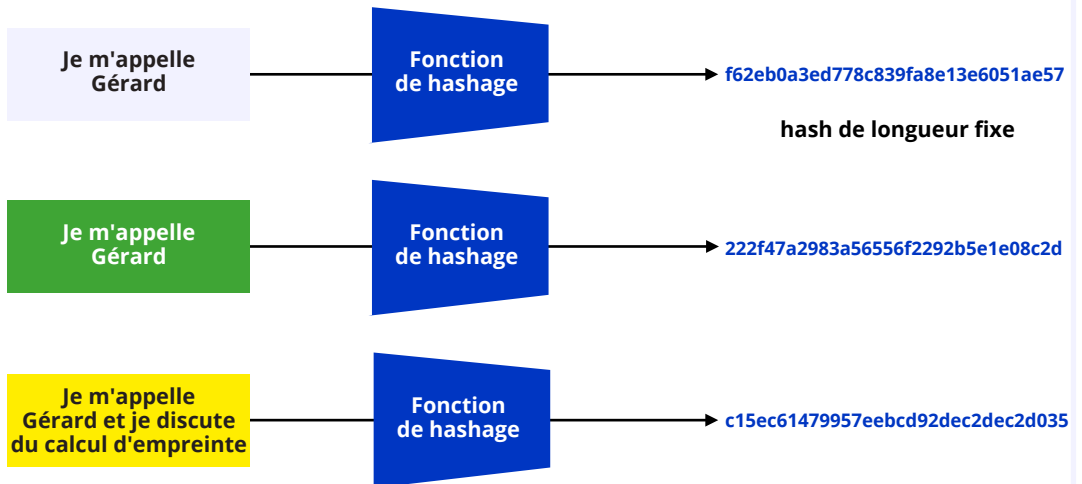 Je m'appelle
Gérard
Fonction
de hashage
f62eb0a3ed778c839fa8e13e6051ae57
hash de longueur fixe
Je m'appelle
Gérard
Fonction
de hashage
222f47a2983a56556f2292b5e1e08c2d
Je m'appelle
Gérard et je discute
du calcul d'empreinte
Fonction
de hashage
c15ec61479957eebcd92dec2dec2d035